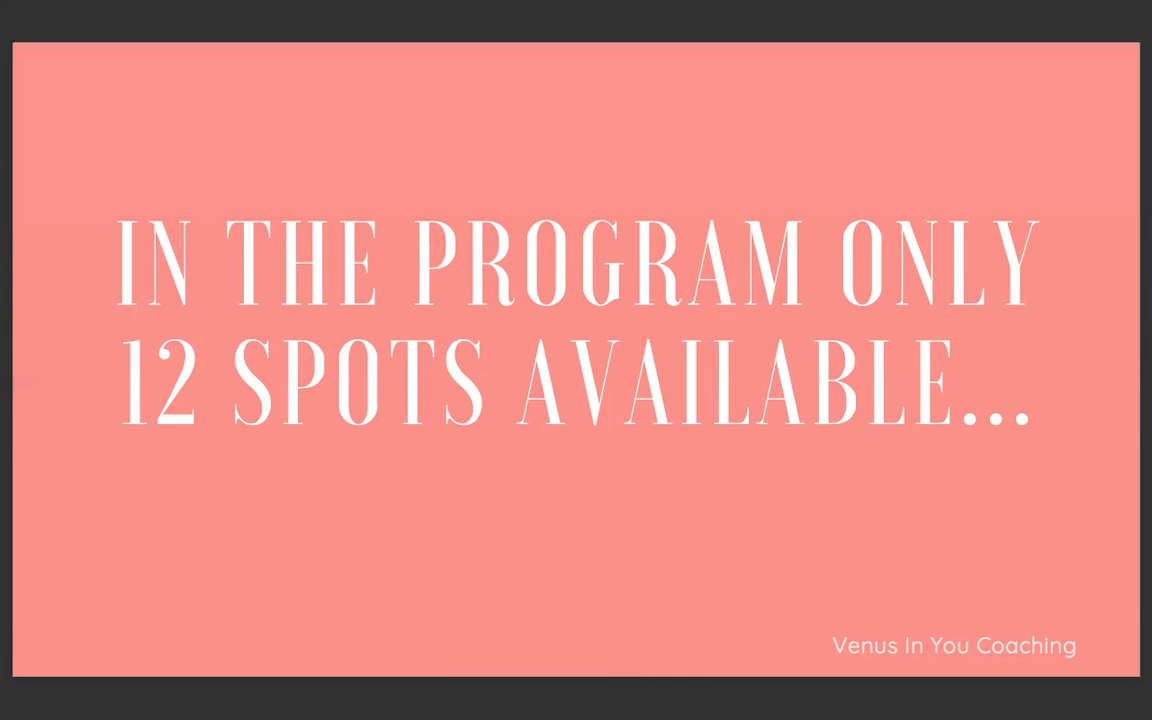 IN THE PROGRAM ONLY
12 SPOTS AVAILABLE...
Venus In You Coaching